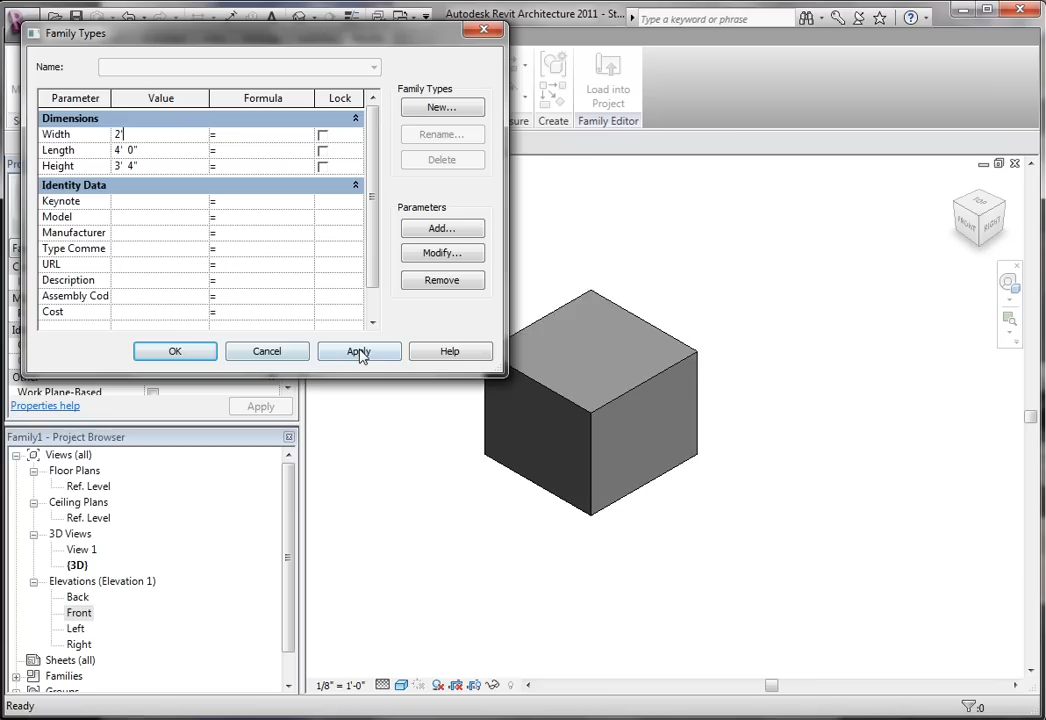 Autodesk Revit Architecture 2011 - St...
Type a keyword or phrase
Family Types
Name:
Parameter Value Formula Lock
Dimensions
Width 2' =
Length 4' 0" =
Height 3' 4" =
Identity Data
Keynote =
Model =
Manufacturer =
Type Comme =
URL =
Description =
Assembly Cod =
Cost =
Family Types
New...
Rename...
Delete
Parameters
Add...
Modify...
Remove
OK Cancel Apply Help
Load into
Project
sure Create Family Editor
TOP
FRONT RIGHT
Work Plane-Based
Properties help Apply
Family1 - Project Browser
Views (all)
Floor Plans
Ref. Level
Ceiling Plans
Ref. Level
3D Views
View 1
{3D}
Elevations (Elevation 1)
Back
Front
Left
Right
Sheets (all)
Families
Groups
1/8" = 1'-0"
Ready
:0